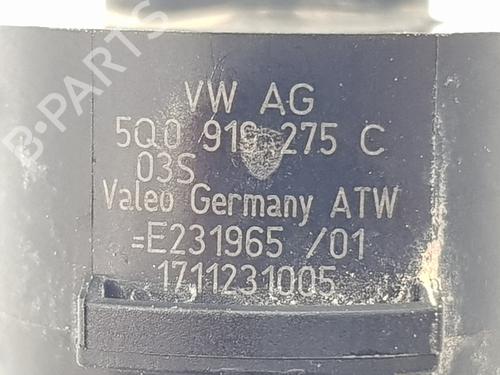 B-PARTS
VW AG
5Q0 919 275 C
03S
Valeo Germany ATW
=E231965 /01
1711231005